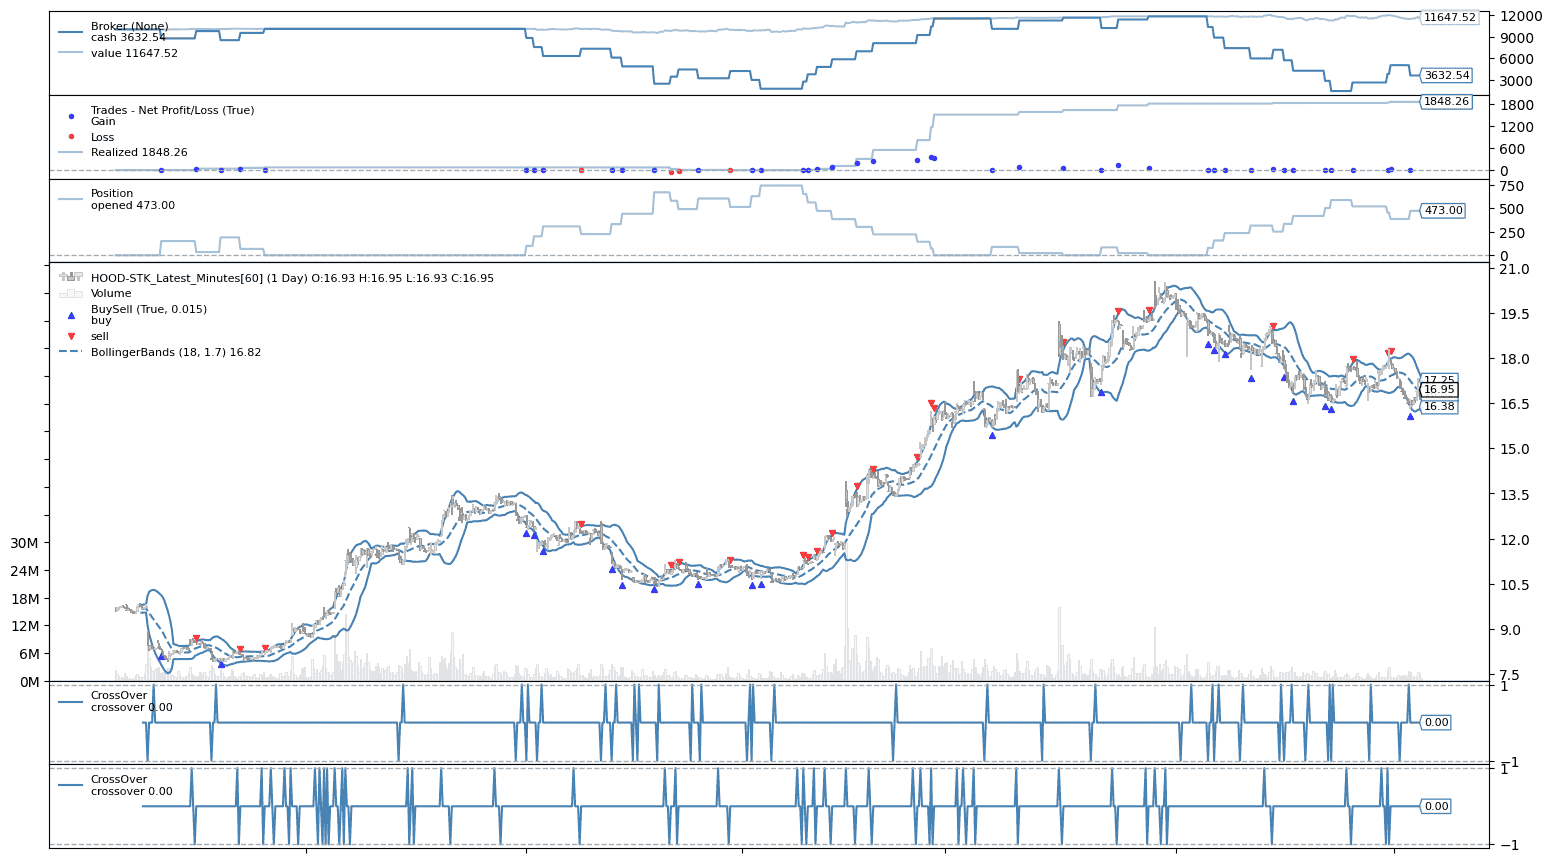 Broker (None)
cash 3632.54
value 11647.52
11647.52
12000
9000
6000
3632.54
3000
Trades - Net Profit/Loss (True)
Gain
Loss
Realized 1848.26
1848.26
1800
1200
600
0
Position
opened 473.00
750
500
473.00
250
0
HOOD-STK_Latest_Minutes[60] (1 Day) O:16.93 H:16.95 L:16.93 C:16.95
Volume
BuySell (True, 0.015)
buy
sell
BollingerBands (18, 1.7) 16.82
21.0
19.5
18.0
17.25
16.95
16.38
16.5
15.0
13.5
12.0
10.5
9.0
7.5
30M
24M
18M
12M
6M
0M
CrossOver
crossover 0.00
1
0.00
−1
CrossOver
crossover 0.00
1
0.00
−1